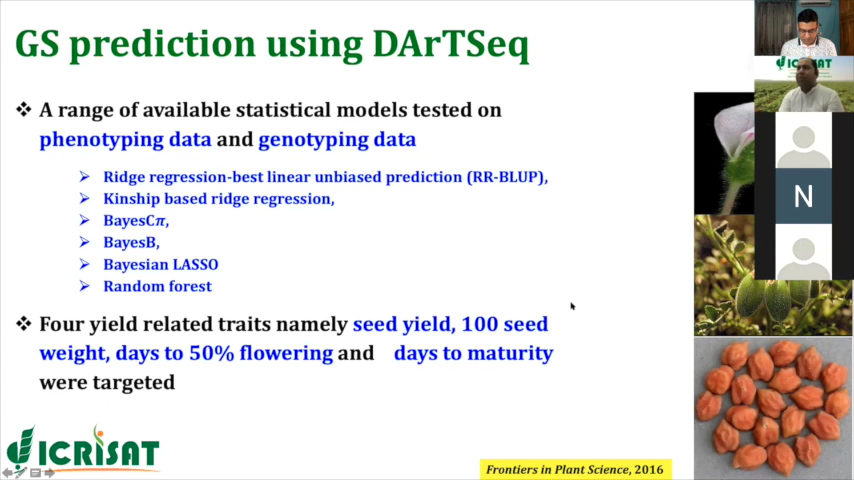 GS prediction using DArTSeq
❖ A range of available statistical models tested on
phenotyping data and genotyping data
➢ Ridge regression-best linear unbiased prediction (RR-BLUP),
➢ Kinship based ridge regression,
➢ BayesCπ,
➢ BayesB,
➢ Bayesian LASSO
➢ Random forest
❖ Four yield related traits namely seed yield, 100 seed
weight, days to 50% flowering and days to maturity
were targeted
ICRISAT
Frontiers in Plant Science, 2016
ICRISAT
N